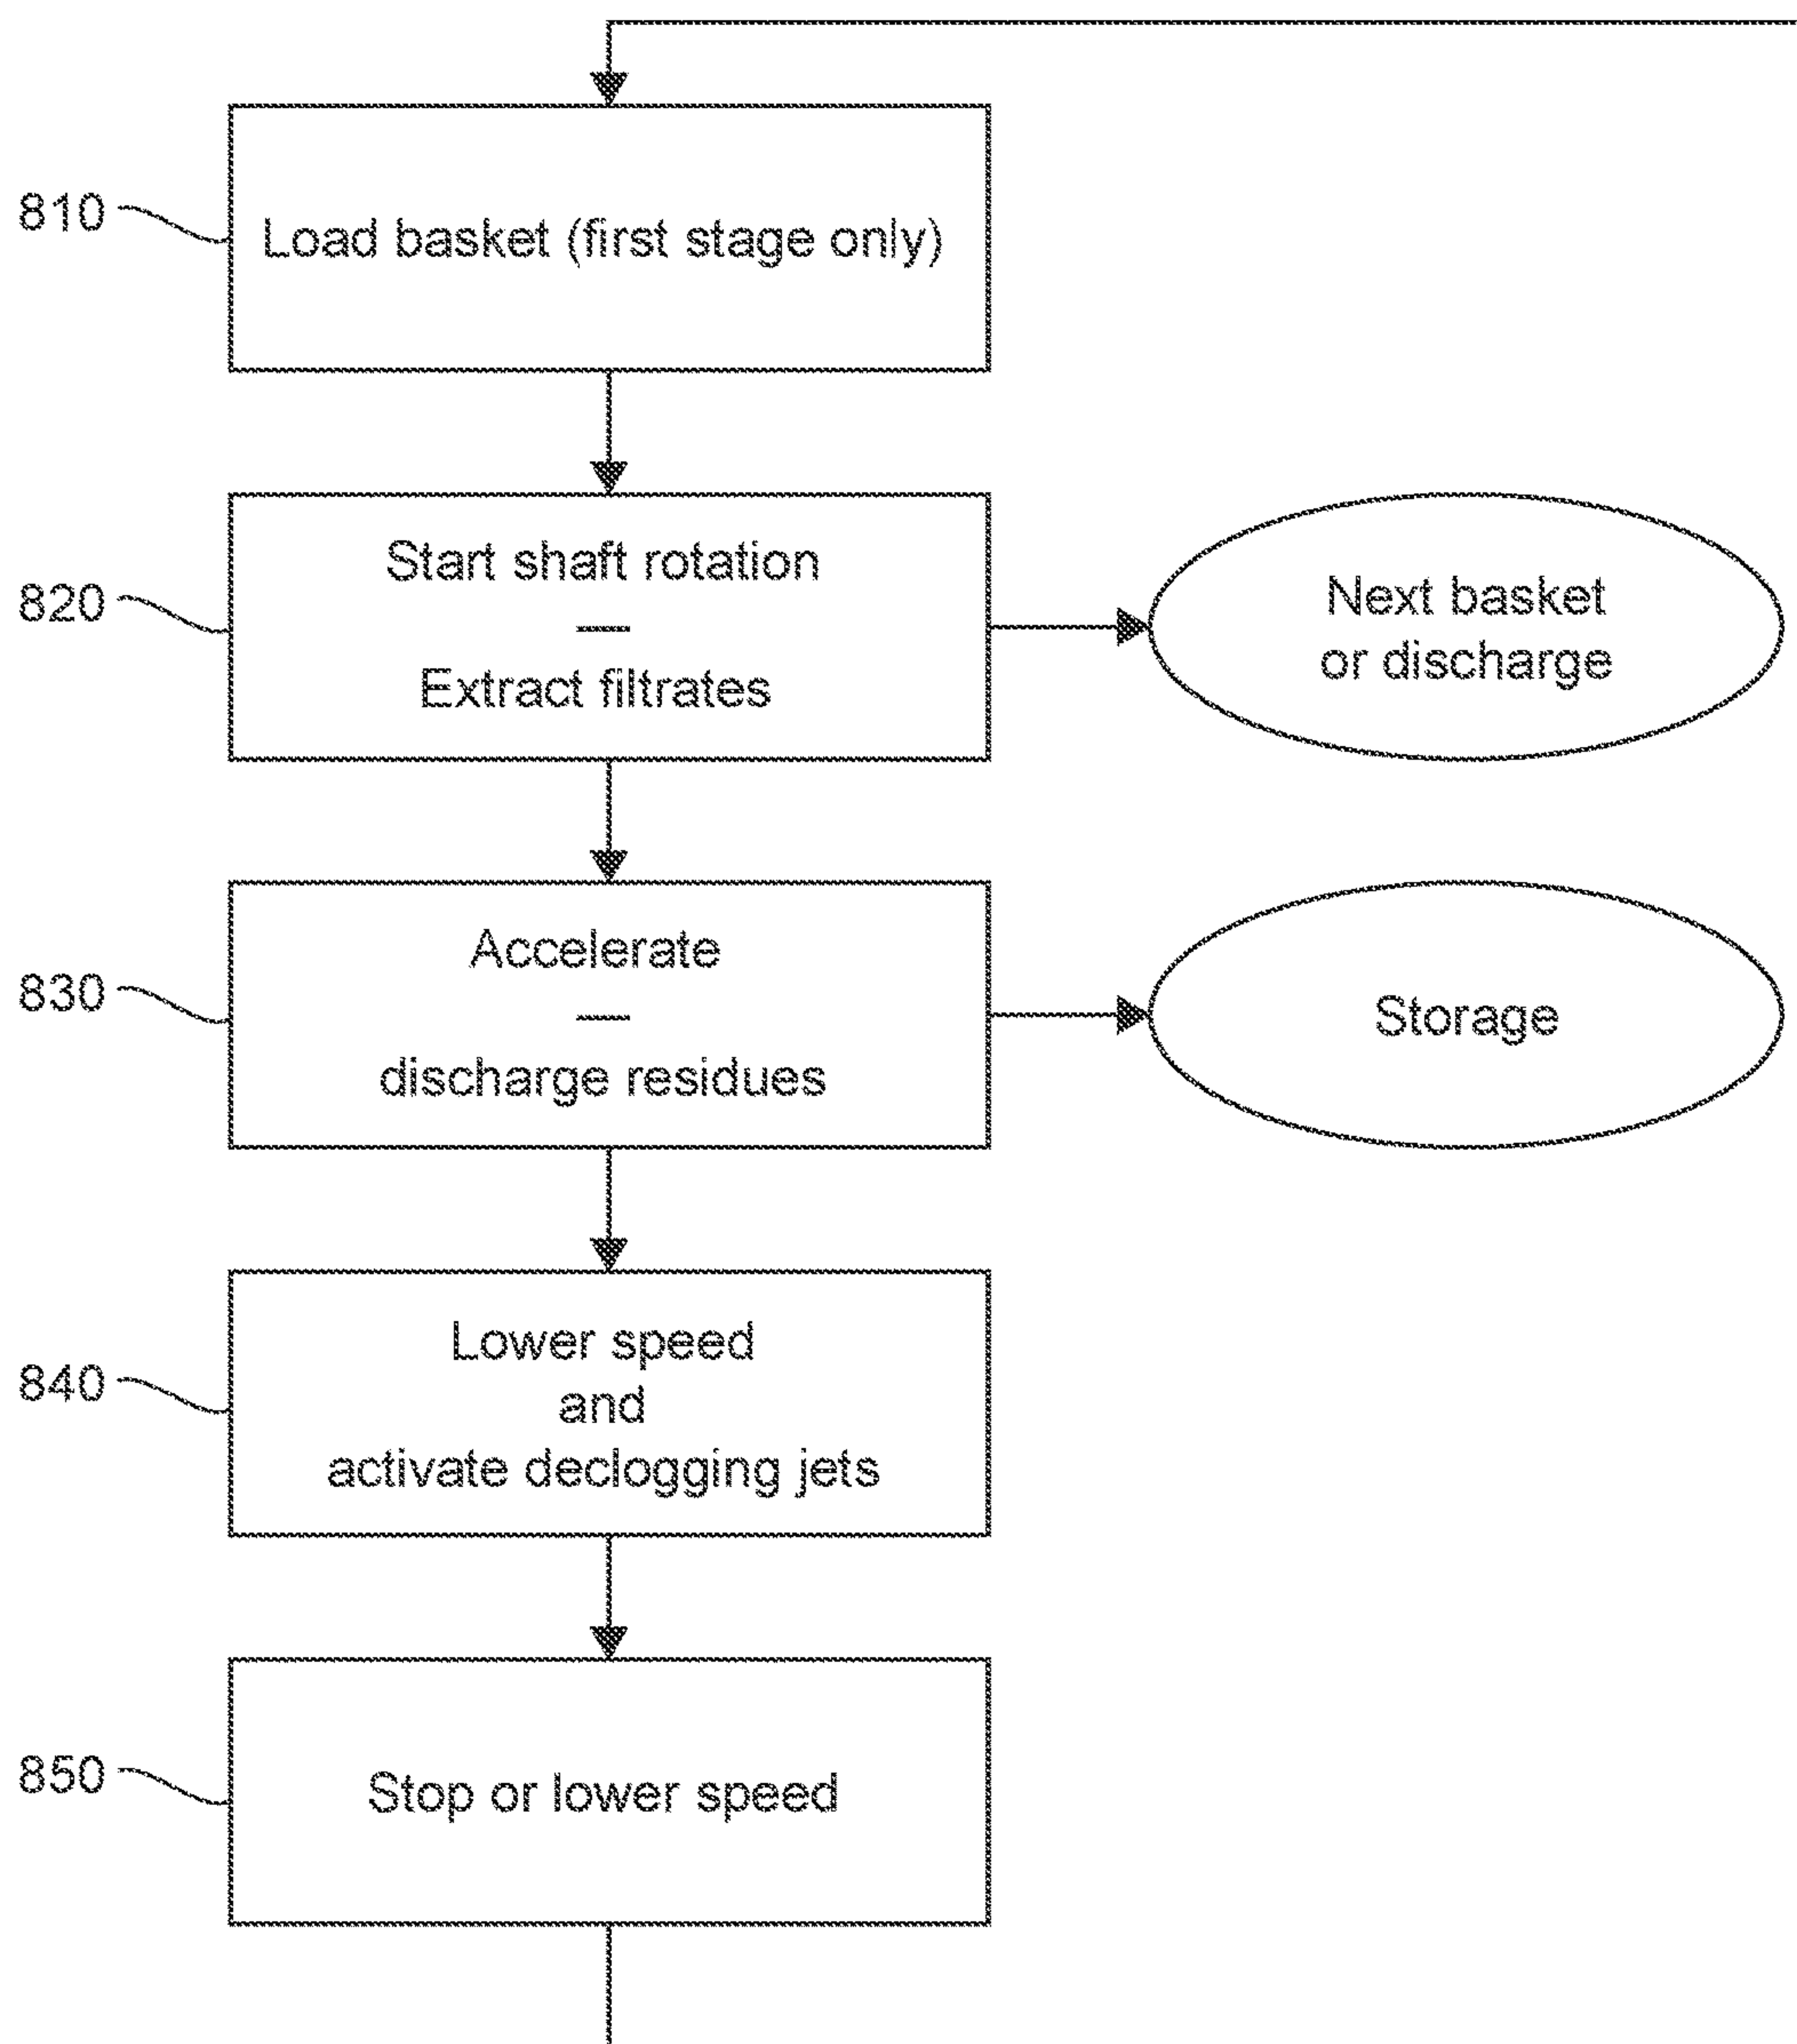 810
Load basket (first stage only)
820
Start shaft rotation
—
Extract filtrates
Next basket
or discharge
830
Accelerate
—
discharge residues
Storage
840
Lower speed
and
activate declogging jets
850
Stop or lower speed